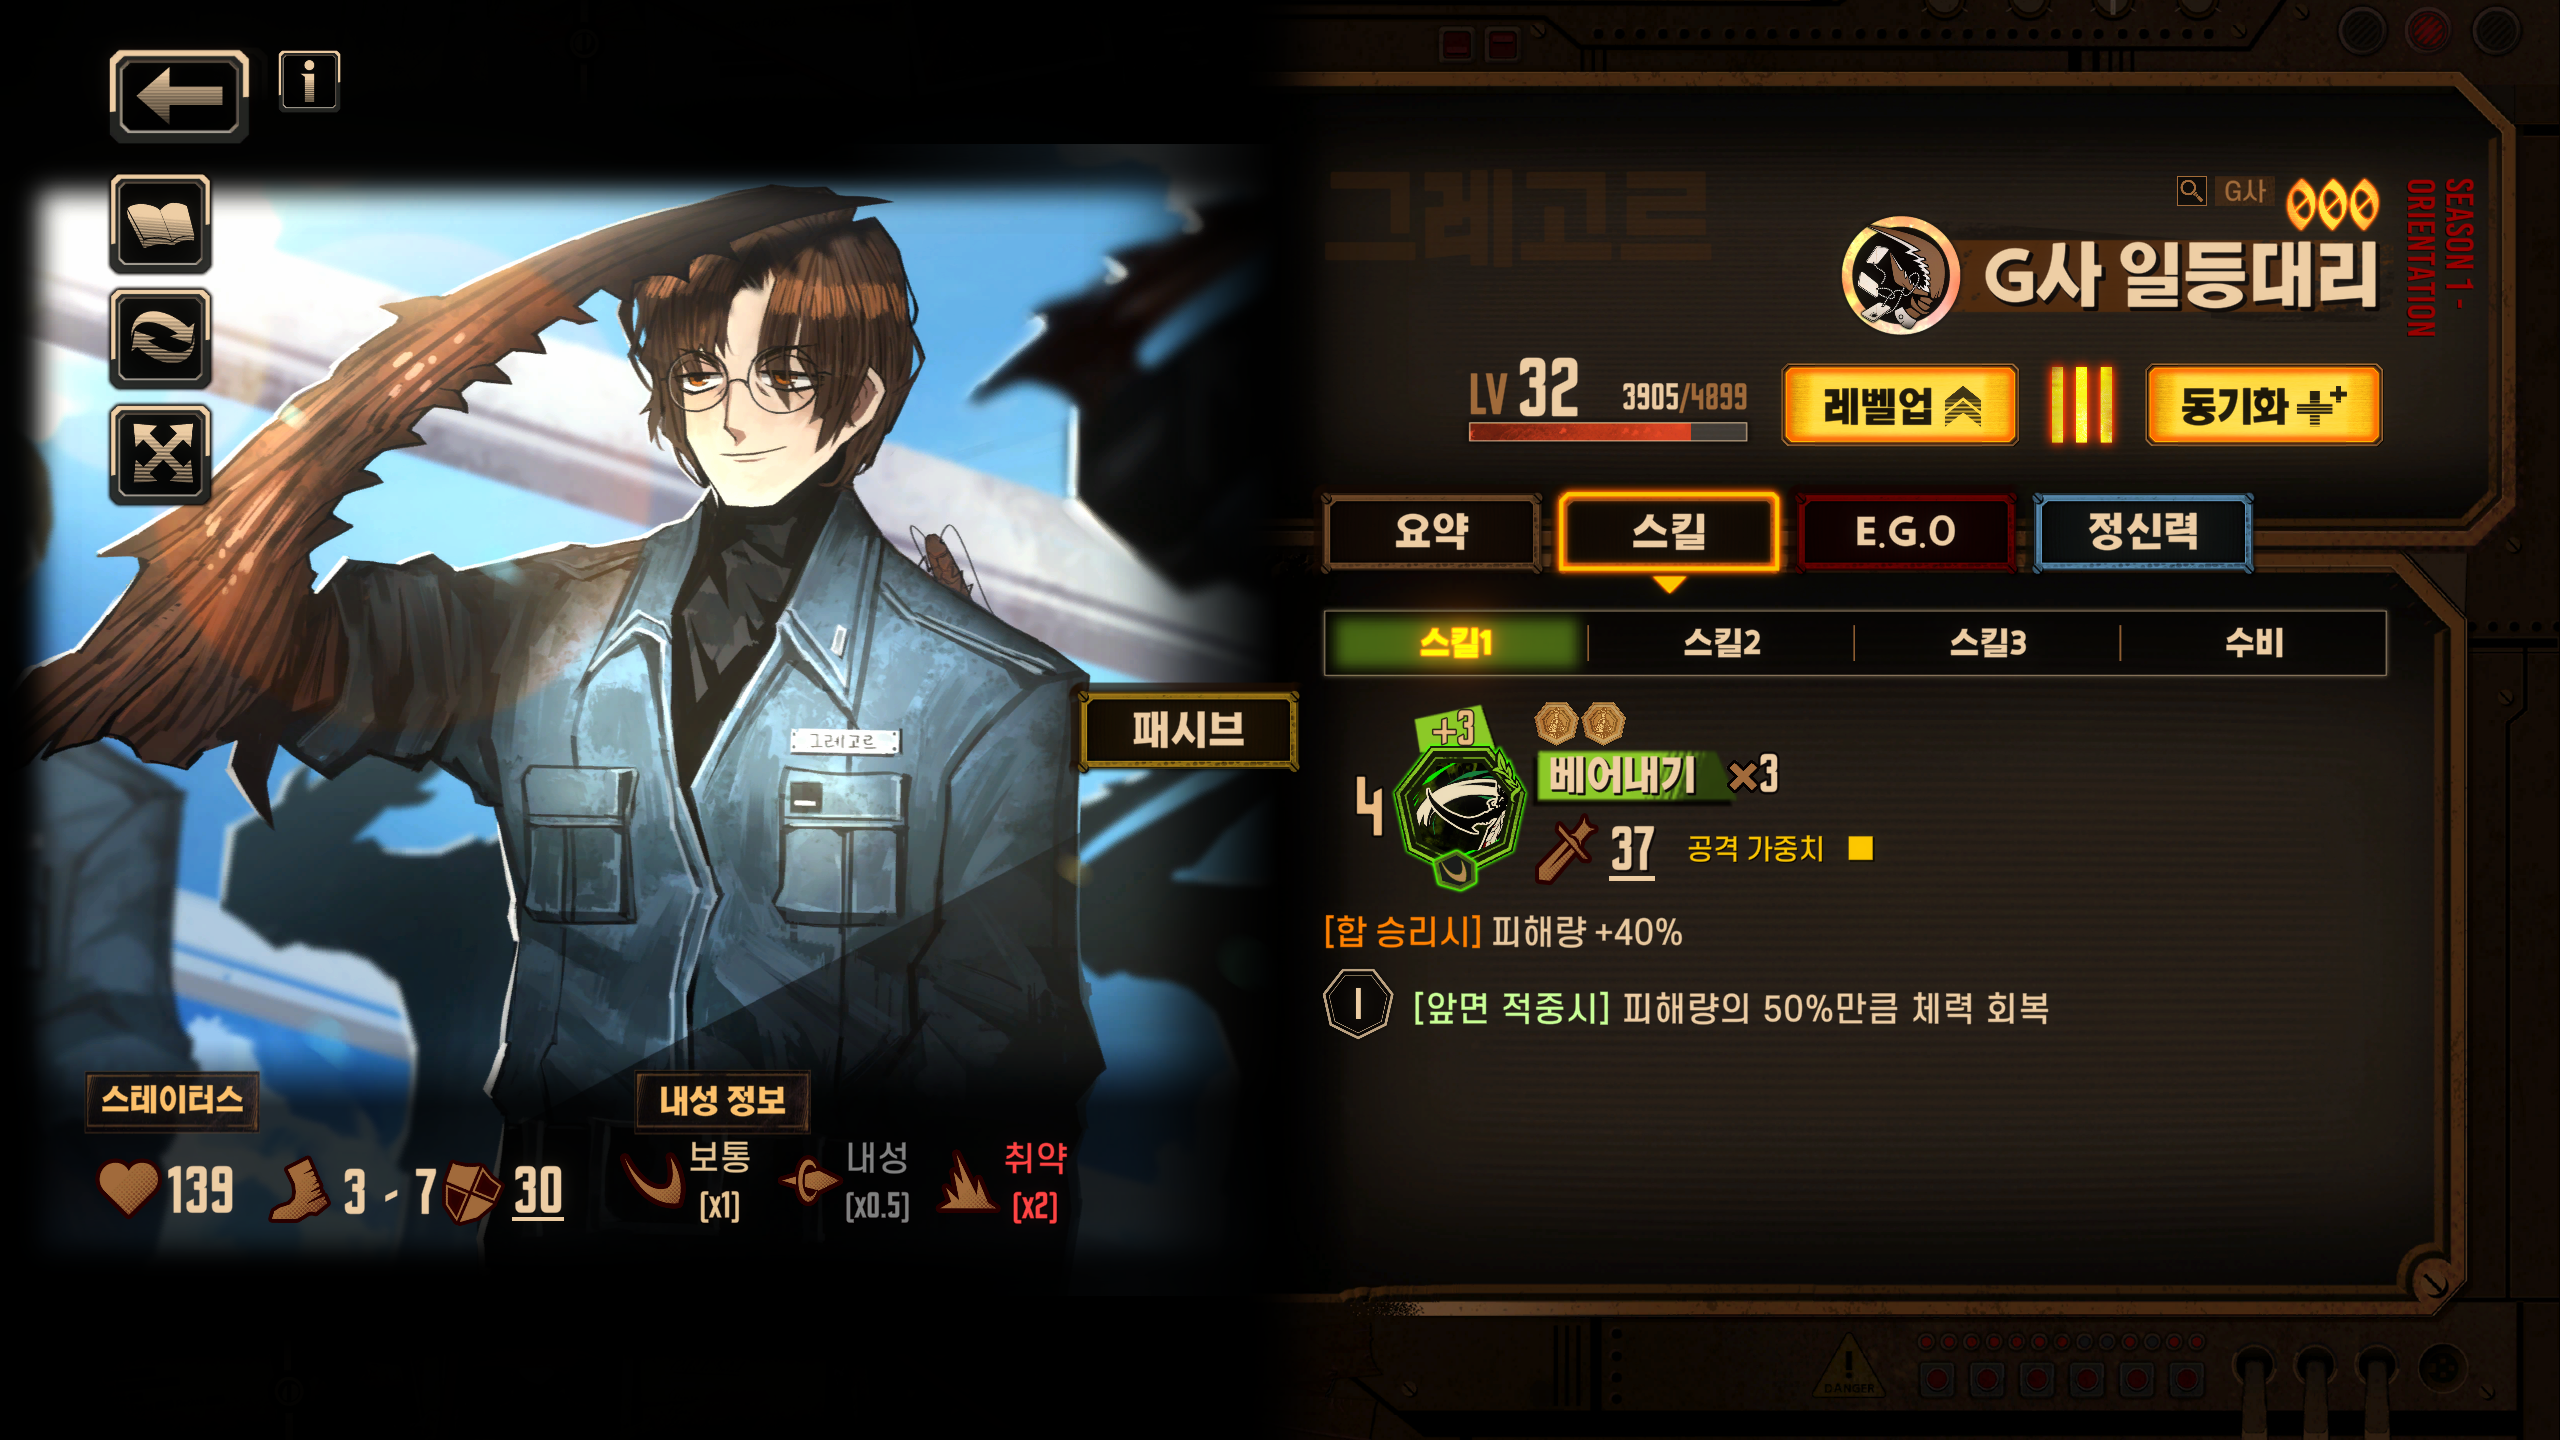 i
그레고르
G사
000
SEASON 1 -
ORIENTATION
G사 일등대리
LV 32 3905/4899
레벨업
동기화
요약
스킬
E.G.O
정신력
스킬1
스킬2
스킬3
수비
패시브
그레고르
+3
4
베어내기 ×3
37 공격 가중치
[합 승리시] 피해량 +40%
I [앞면 적중시] 피해량의 50%만큼 체력 회복
스테이터스
139 3 - 7 30
내성 정보
보통 [x1]
내성 [x0.5]
취약 [x2]
DANGER